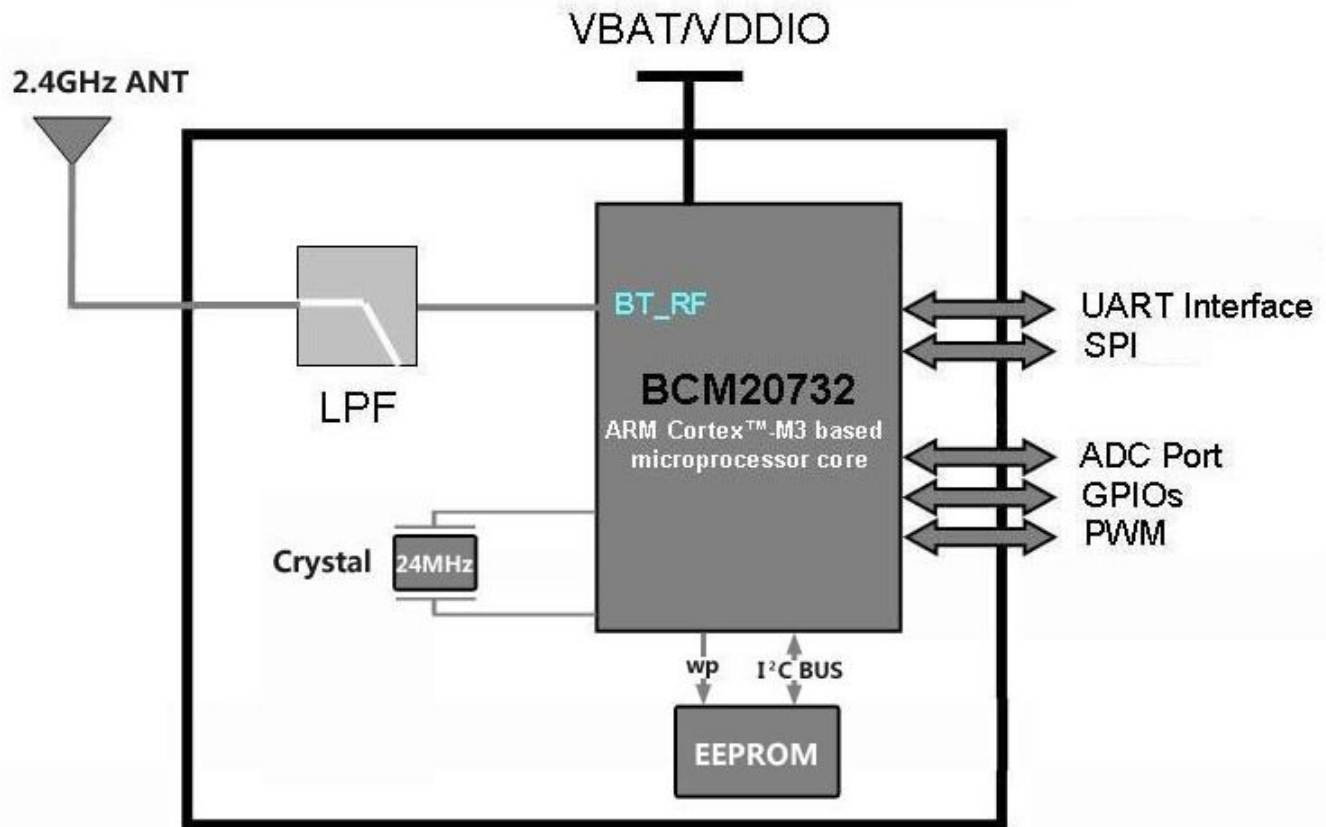 VBAT/VDDIO
2.4GHz ANT
BT_RF
UART Interface
SPI
BCM20732
LPF
ARM Cortex™-M3 based
microprocessor core
ADC Port
GPIOs
PWM
Crystal
24MHz
wp
I²C BUS
EEPROM